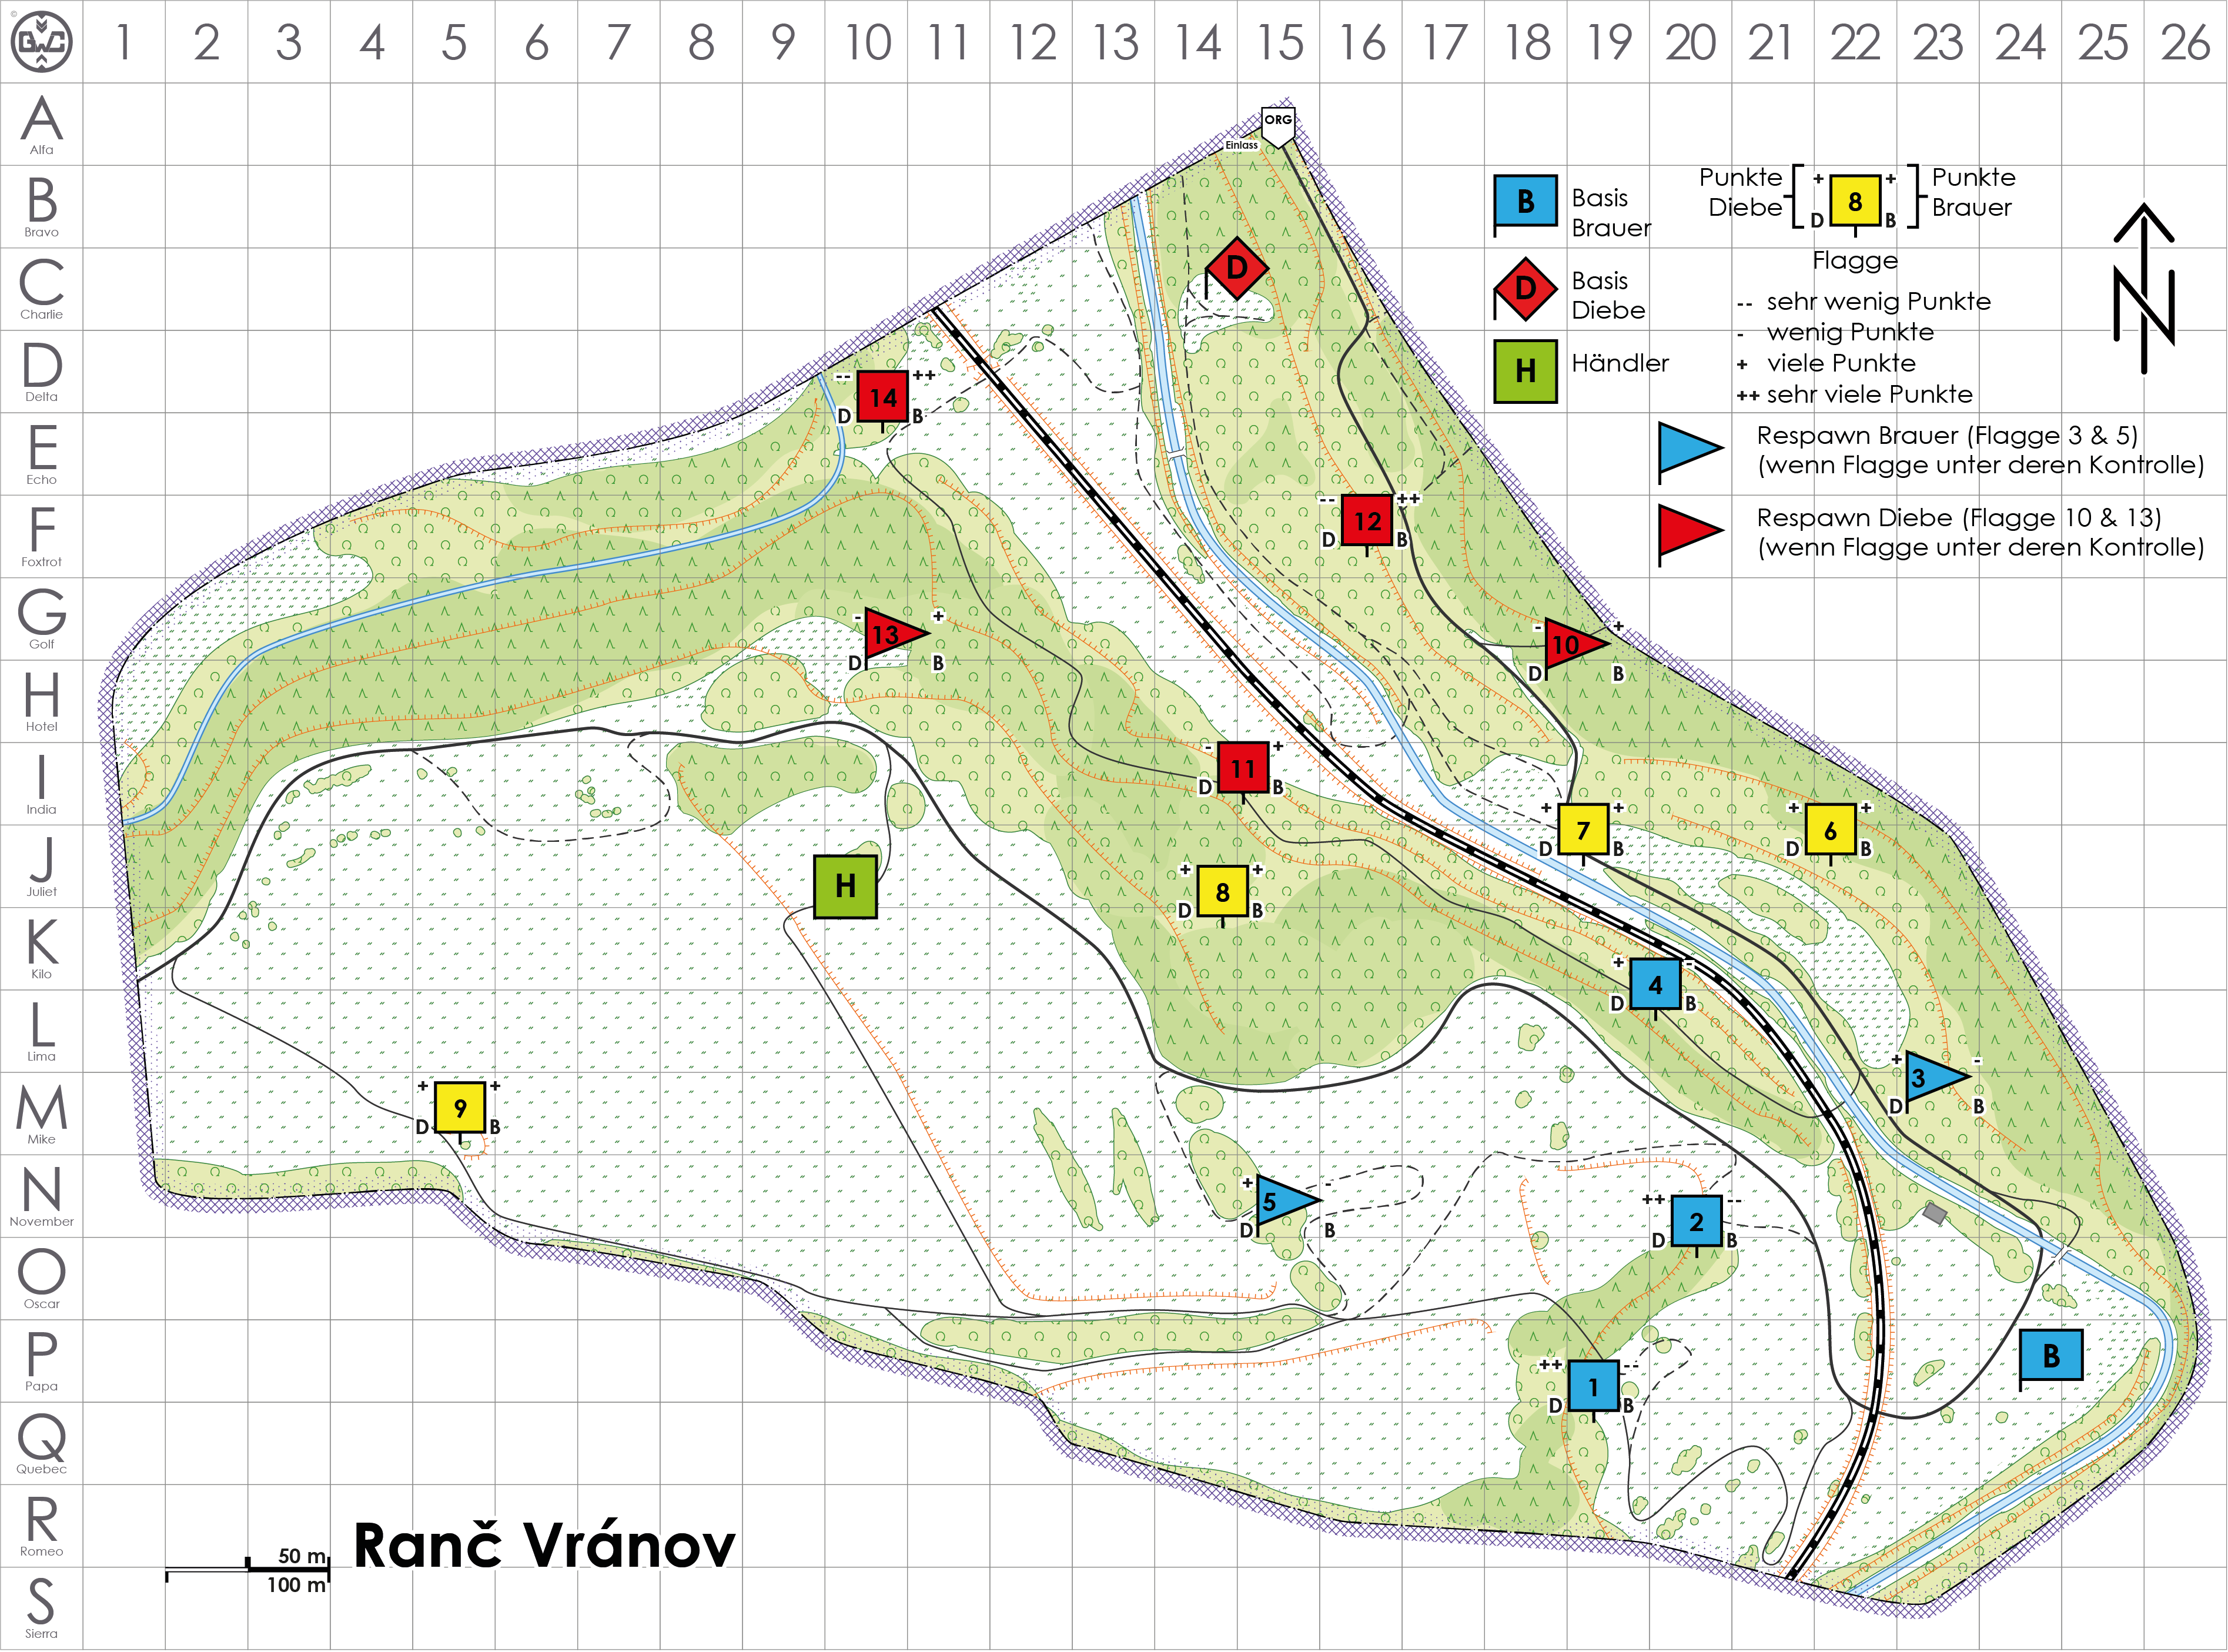 GWC 1 2 3 4 5 6 7 8 9 10 11 12 13 14 15 16 17 18 19 20 21 22 23 24 25 26
A
Alfa
B
Bravo
C
Charlie
D
Delta
E
Echo
F
Foxtrot
G
Golf
H
Hotel
I
India
J
Juliet
K
Kilo
L
Lima
M
Mike
N
November
O
Oscar
P
Papa
Q
Quebec
R
Romeo
S
Sierra
ORG
Einlass
B Basis
Brauer
D Basis
Diebe
H Händler
Punkte
Diebe
+ 8 +
D B
Punkte
Brauer
Flagge
-- sehr wenig Punkte
- wenig Punkte
+ viele Punkte
++ sehr viele Punkte
N
Respawn Brauer (Flagge 3 & 5)
(wenn Flagge unter deren Kontrolle)
Respawn Diebe (Flagge 10 & 13)
(wenn Flagge unter deren Kontrolle)
D
-- 14 ++
D B
-- 12 ++
D B
- 13 +
D B
- 10 +
D B
- 11 +
D B
+ 7 +
D B
+ 6 +
D B
H
+ 8 +
D B
+ 4 -
D B
+ 3 -
D B
+ 9 +
D B
+ 5 -
D B
++ 2 --
D B
B
++ 1 --
D B
Ranč Vránov
50 m
100 m